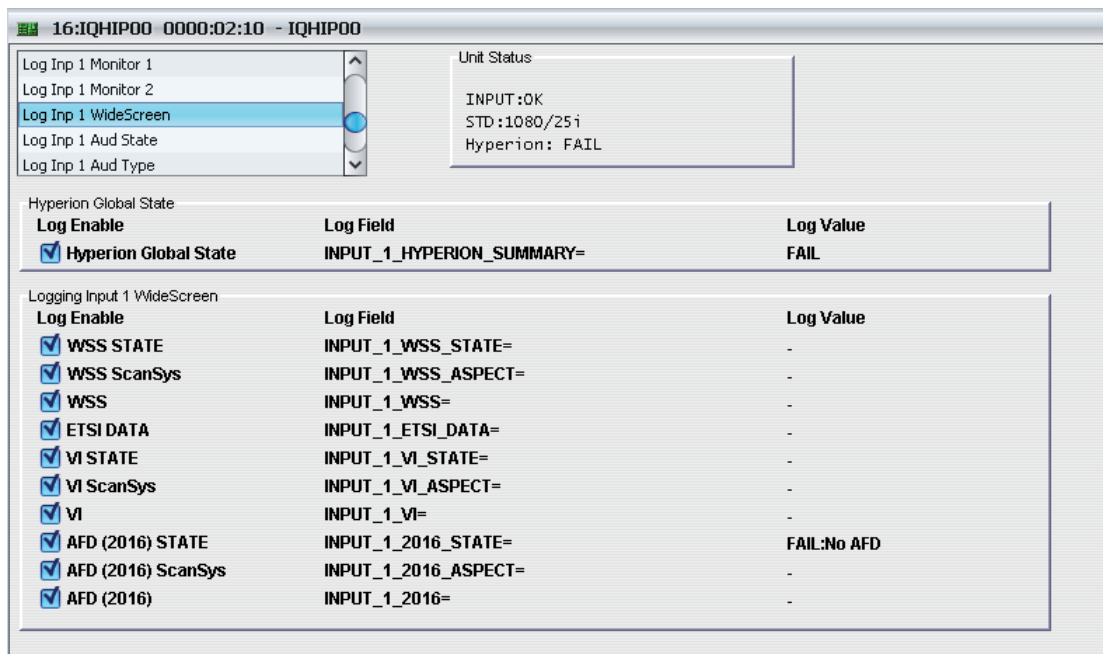 16:IQHIP00 0000:02:10 - IQHIP00
Log Inp 1 Monitor 1
Log Inp 1 Monitor 2
Log Inp 1 WideScreen
Log Inp 1 Aud State
Log Inp 1 Aud Type
Unit Status
INPUT:OK
STD:1080/25i
Hyperion: FAIL
Hyperion Global State
Log Enable Log Field Log Value
Hyperion Global State INPUT_1_HYPERION_SUMMARY= FAIL
Logging Input 1 WideScreen
Log Enable Log Field Log Value
WSS STATE INPUT_1_WSS_STATE= -
WSS ScanSys INPUT_1_WSS_ASPECT= -
WSS INPUT_1_WSS= -
ETSI DATA INPUT_1_ETSI_DATA= -
VI STATE INPUT_1_VI_STATE= -
VI ScanSys INPUT_1_VI_ASPECT= -
VI INPUT_1_VI= -
AFD (2016) STATE INPUT_1_2016_STATE= FAIL:No AFD
AFD (2016) ScanSys INPUT_1_2016_ASPECT= -
AFD (2016) INPUT_1_2016= -